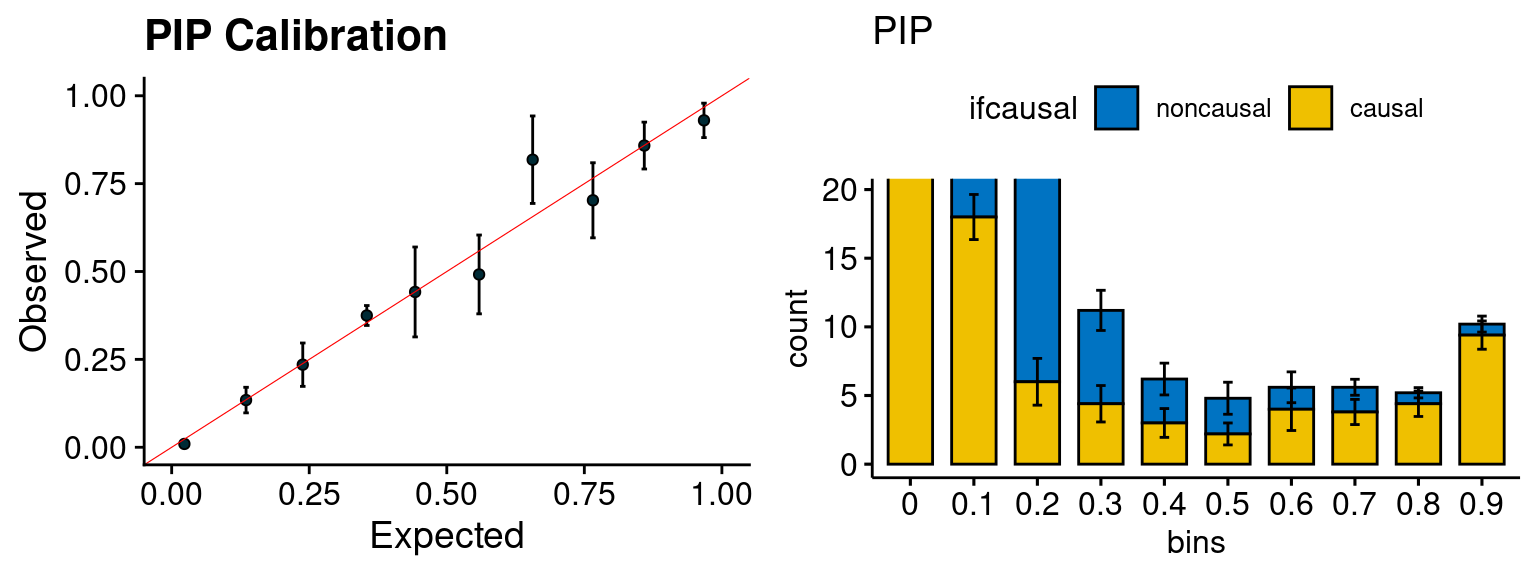 PIP Calibration
Observed
1.00
0.75
0.50
0.25
0.00
0.00 0.25 0.50 0.75 1.00
Expected
PIP
ifcausal noncausal causal
count
20
15
10
5
0
0 0.1 0.2 0.3 0.4 0.5 0.6 0.7 0.8 0.9
bins